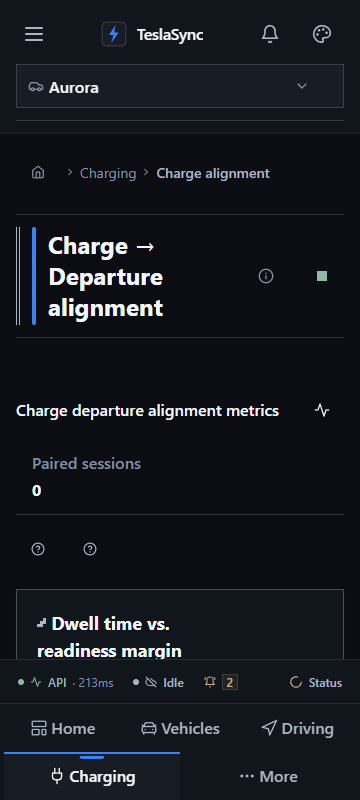 TeslaSync
Aurora
Charging
Charge alignment
Charge →
Departure
alignment
Charge departure alignment metrics
Paired sessions
0
Dwell time vs.
readiness margin
API · 213ms
Idle
2
Status
Home
Vehicles
Driving
Charging
More